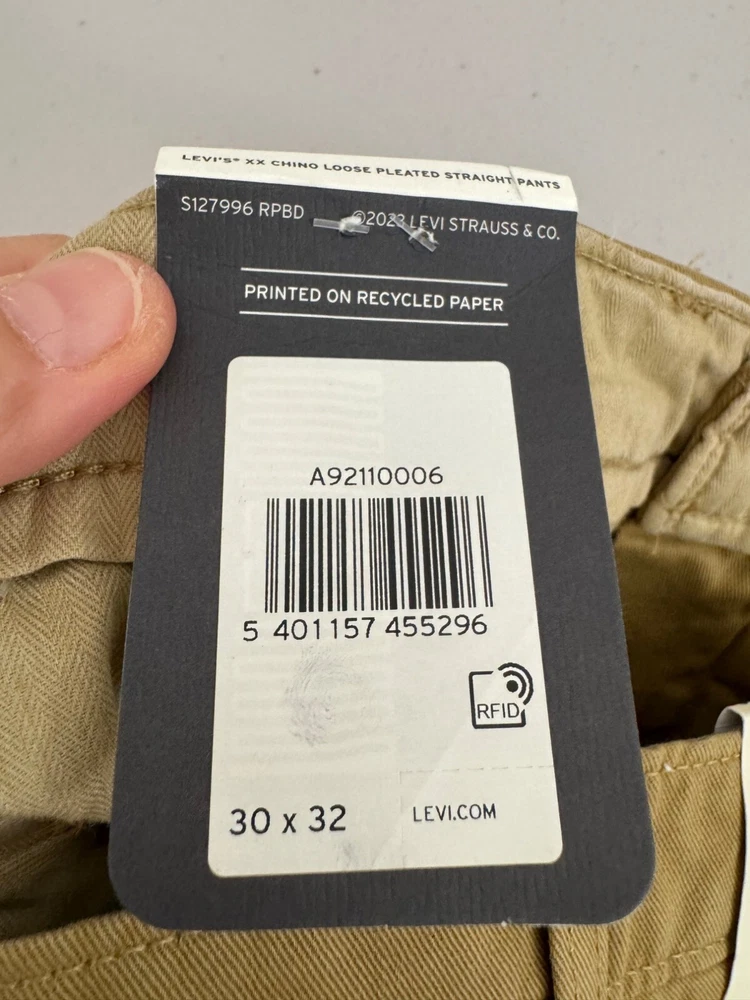 LEVI'S® XX CHINO LOOSE PLEATED STRAIGHT PANTS
S127996 RPBD ©2023 LEVI STRAUSS & CO.
PRINTED ON RECYCLED PAPER
A92110006
5 401157 455296
RFID
30 x 32 LEVI.COM